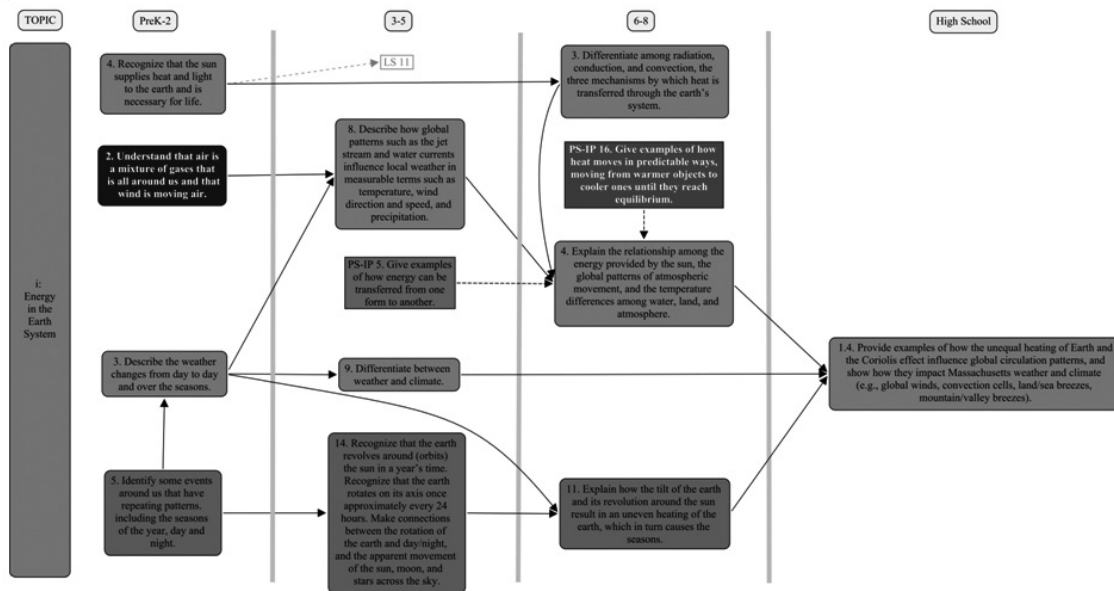 TOPIC
PreK-2
3-5
6-8
High School
i:
Energy
in the
Earth
System
4. Recognize that the sun
supplies heat and light
to the earth and is
necessary for life.
LS 11
3. Differentiate among radiation,
conduction, and convection, the
three mechanisms by which heat is
transferred through the earth's
system.
2. Understand that air is
a mixture of gases that
is all around us and that
wind is moving air.
8. Describe how global
patterns such as the jet
stream and water currents
influence local weather in
measurable terms such as
temperature, wind
direction and speed, and
precipitation.
PS-IP 16. Give examples of how
heat moves in predictable ways,
moving from warmer objects to
cooler ones until they reach
equilibrium.
PS-IP 5. Give examples
of how energy can be
transferred from one
form to another.
4. Explain the relationship among the
energy provided by the sun, the
global patterns of atmospheric
movement, and the temperature
differences among water, land, and
atmosphere.
3. Describe the weather
changes from day to day
and over the seasons.
9. Differentiate between
weather and climate.
1.4. Provide examples of how the unequal heating of Earth and
the Coriolis effect influence global circulation patterns, and
show how they impact Massachusetts weather and climate
(e.g., global winds, convection cells, land/sea breezes,
mountain/valley breezes).
5. Identify some events
around us that have
repeating patterns.
including the seasons
of the year, day and
night.
14. Recognize that the earth
revolves around (orbits)
the sun in a year's time.
Recognize that the earth
rotates on its axis once
approximately every 24
hours. Make connections
between the rotation of
the earth and day/night,
and the apparent movement
of the sun, moon, and
stars across the sky.
11. Explain how the tilt of the earth
and its revolution around the sun
result in an uneven heating of the
earth, which in turn causes the
seasons.